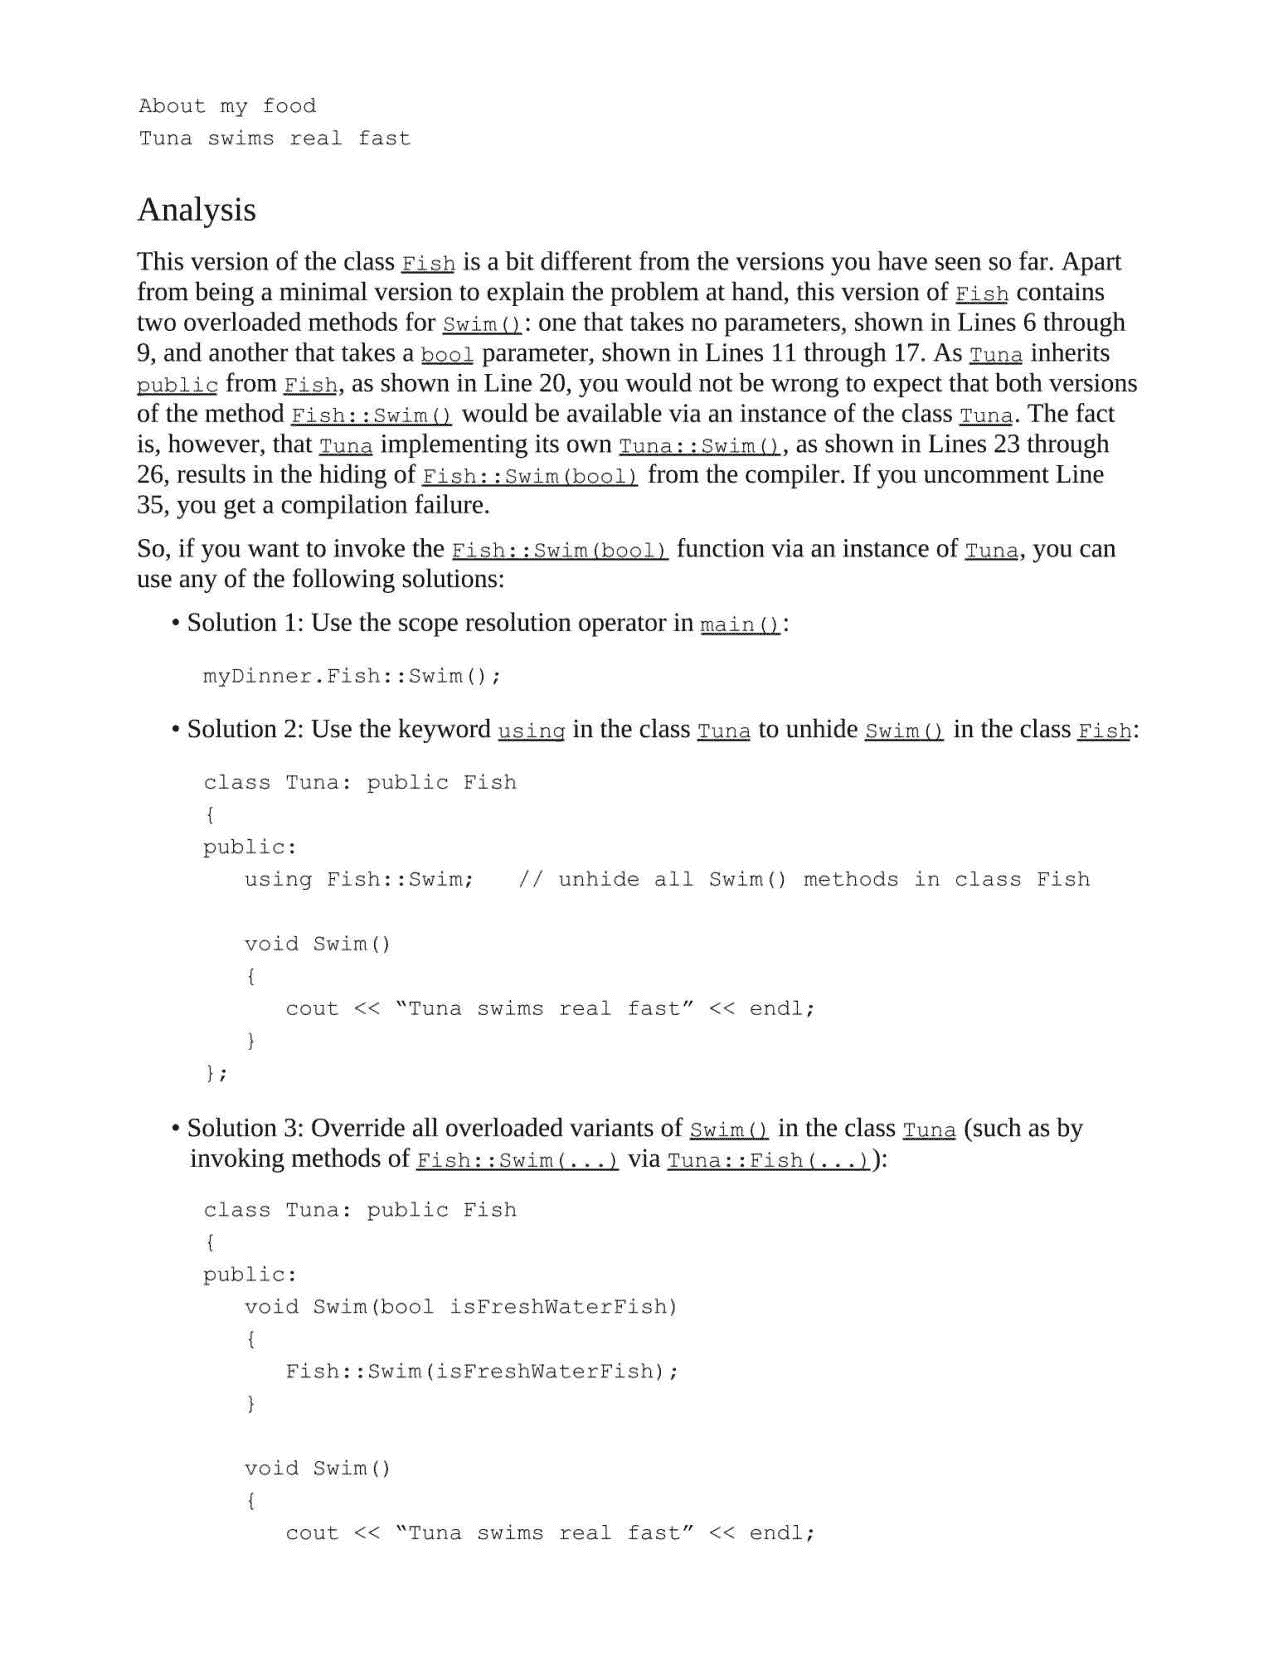 About my food
Tuna swims real fast
Analysis
This version of the class Fish is a bit different from the versions you have seen so far. Apart
from being a minimal version to explain the problem at hand, this version of Fish contains
two overloaded methods for Swim(): one that takes no parameters, shown in Lines 6 through
9, and another that takes a bool parameter, shown in Lines 11 through 17. As Tuna inherits
public from Fish, as shown in Line 20, you would not be wrong to expect that both versions
of the method Fish::Swim() would be available via an instance of the class Tuna. The fact
is, however, that Tuna implementing its own Tuna::Swim(), as shown in Lines 23 through
26, results in the hiding of Fish::Swim(bool) from the compiler. If you uncomment Line
35, you get a compilation failure.
So, if you want to invoke the Fish::Swim(bool) function via an instance of Tuna, you can
use any of the following solutions:
• Solution 1: Use the scope resolution operator in main():
myDinner.Fish::Swim();
• Solution 2: Use the keyword using in the class Tuna to unhide Swim() in the class Fish:
class Tuna: public Fish
{
public:
using Fish::Swim;   // unhide all Swim() methods in class Fish
void Swim()
{
cout << “Tuna swims real fast” << endl;
}
};
• Solution 3: Override all overloaded variants of Swim() in the class Tuna (such as by
invoking methods of Fish::Swim(...) via Tuna::Fish(...)):
class Tuna: public Fish
{
public:
void Swim(bool isFreshWaterFish)
{
Fish::Swim(isFreshWaterFish);
}
void Swim()
{
cout << “Tuna swims real fast” << endl;